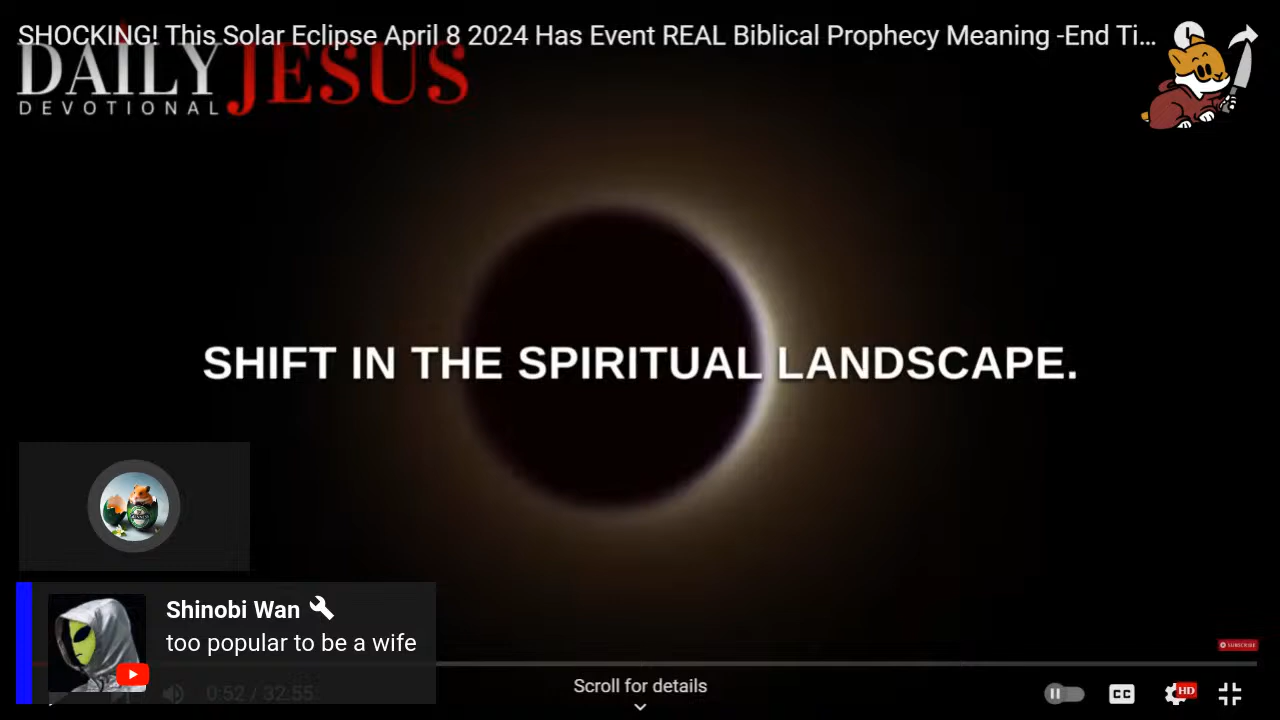 SHOCKING! This Solar Eclipse April 8 2024 Has Event REAL Biblical Prophecy Meaning -End Ti...
DAILY JESUS
DEVOTIONAL
SHIFT IN THE SPIRITUAL LANDSCAPE.
Shinobi Wan
too popular to be a wife
SUBSCRIBE
0:52 / 32:55
Scroll for details
CC
HD